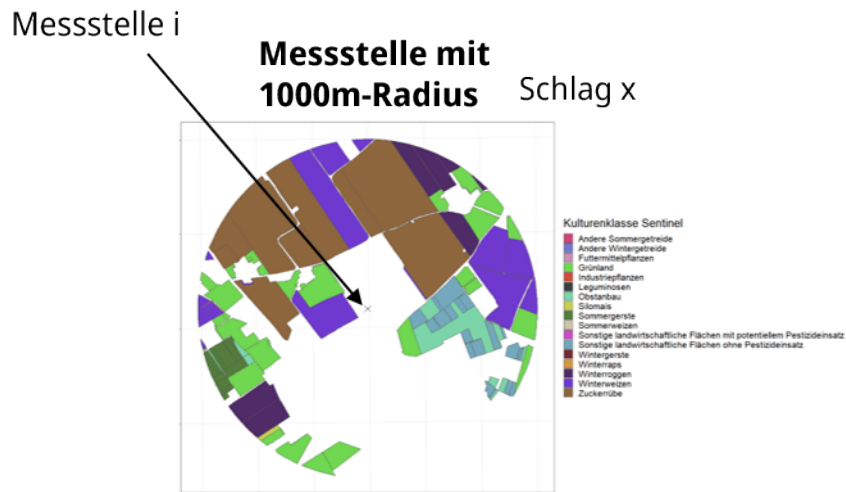 Messstelle i
Messstelle mit
1000m-Radius
Schlag x
Kulturenklasse Sentinel
Andere Sommergetreide
Andere Wintergetreide
Futtermittelpflanzen
Grünland
Industriepflanzen
Leguminosen
Obstanbau
Silomais
Sommergerste
Sommerweizen
Sonstige landwirtschaftliche Flächen mit potentiellem Pestizideinsatz
Sonstige landwirtschaftliche Flächen ohne Pestizideinsatz
Wintergerste
Winterraps
Winterroggen
Winterweizen
Zuckerrübe